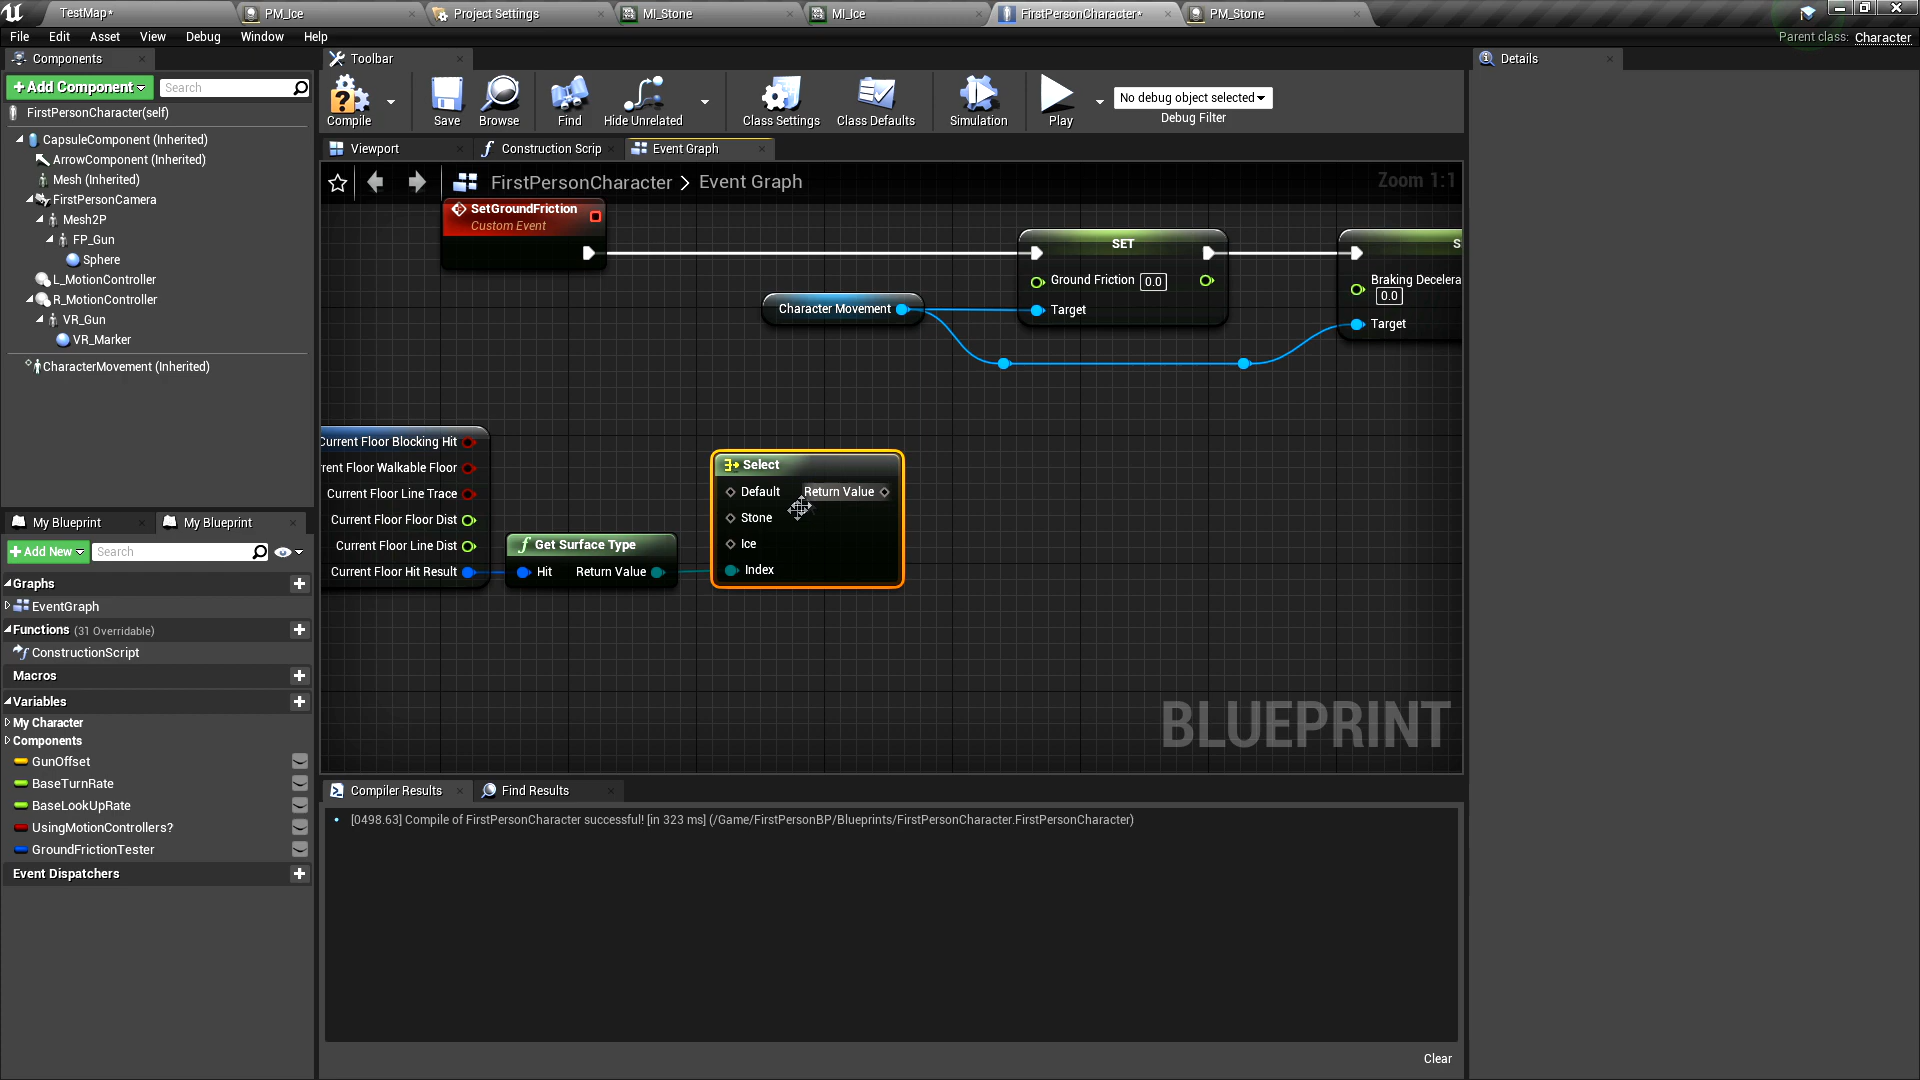 TestMap*
PM_Ice
Project Settings
MI_Stone
MI_Ice
FirstPersonCharacter*
PM_Stone
File Edit Asset View Debug Window Help
Parent class: Character
Components
+Add Component
Search
FirstPersonCharacter(self)
CapsuleComponent (Inherited)
ArrowComponent (Inherited)
Mesh (Inherited)
FirstPersonCamera
Mesh2P
FP_Gun
Sphere
L_MotionController
R_MotionController
VR_Gun
VR_Marker
CharacterMovement (Inherited)
My Blueprint
My Blueprint
+Add New
Search
Graphs
EventGraph
Functions (31 Overridable)
ConstructionScript
Macros
Variables
My Character
Components
GunOffset
BaseTurnRate
BaseLookUpRate
UsingMotionControllers?
GroundFrictionTester
Event Dispatchers
Toolbar
Compile
Save
Browse
Find
Hide Unrelated
Class Settings
Class Defaults
Simulation
Play
No debug object selected
Debug Filter
Viewport
Construction Scrip
Event Graph
FirstPersonCharacter > Event Graph
Zoom 1:1
SetGroundFriction
Custom Event
SET
Ground Friction 0.0
Target
S
Braking Decelera
0.0
Target
Character Movement
Current Floor Blocking Hit
rrent Floor Walkable Floor
Current Floor Line Trace
Current Floor Floor Dist
Current Floor Line Dist
Current Floor Hit Result
Get Surface Type
Hit Return Value
Select
Default Return Value
Stone
Ice
Index
BLUEPRINT
Compiler Results
Find Results
[0498.63] Compile of FirstPersonCharacter successful! [in 323 ms] (/Game/FirstPersonBP/Blueprints/FirstPersonCharacter.FirstPersonCharacter)
Clear
Details